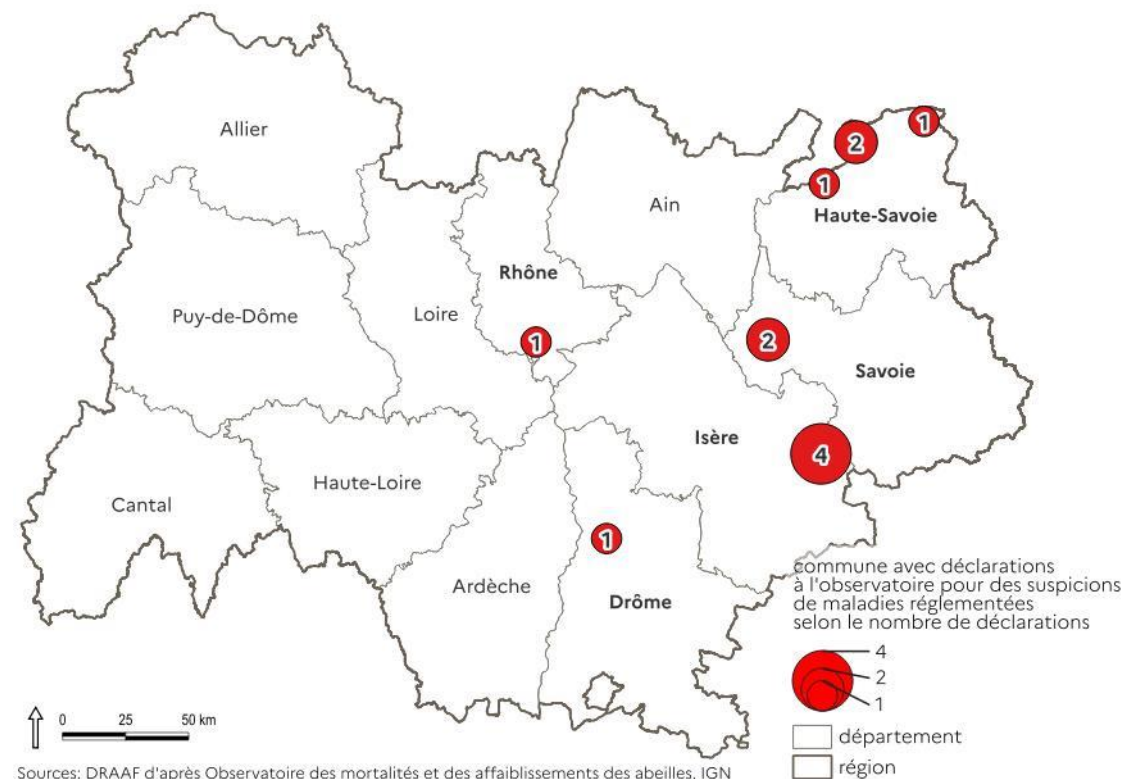 Allier
1
2
1
Ain
Haute-Savoie
Rhône
Puy-de-Dôme
Loire
1
2
Savoie
Isère
4
Haute-Loire
Cantal
1
Ardèche
Drôme
commune avec déclarations
à l'observatoire pour des suspicions
de maladies réglementées
selon le nombre de déclarations
4
2
1
0 25 50 km
département
région
Sources: DRAAF d'après Observatoire des mortalités et des affaiblissements des abeilles, IGN